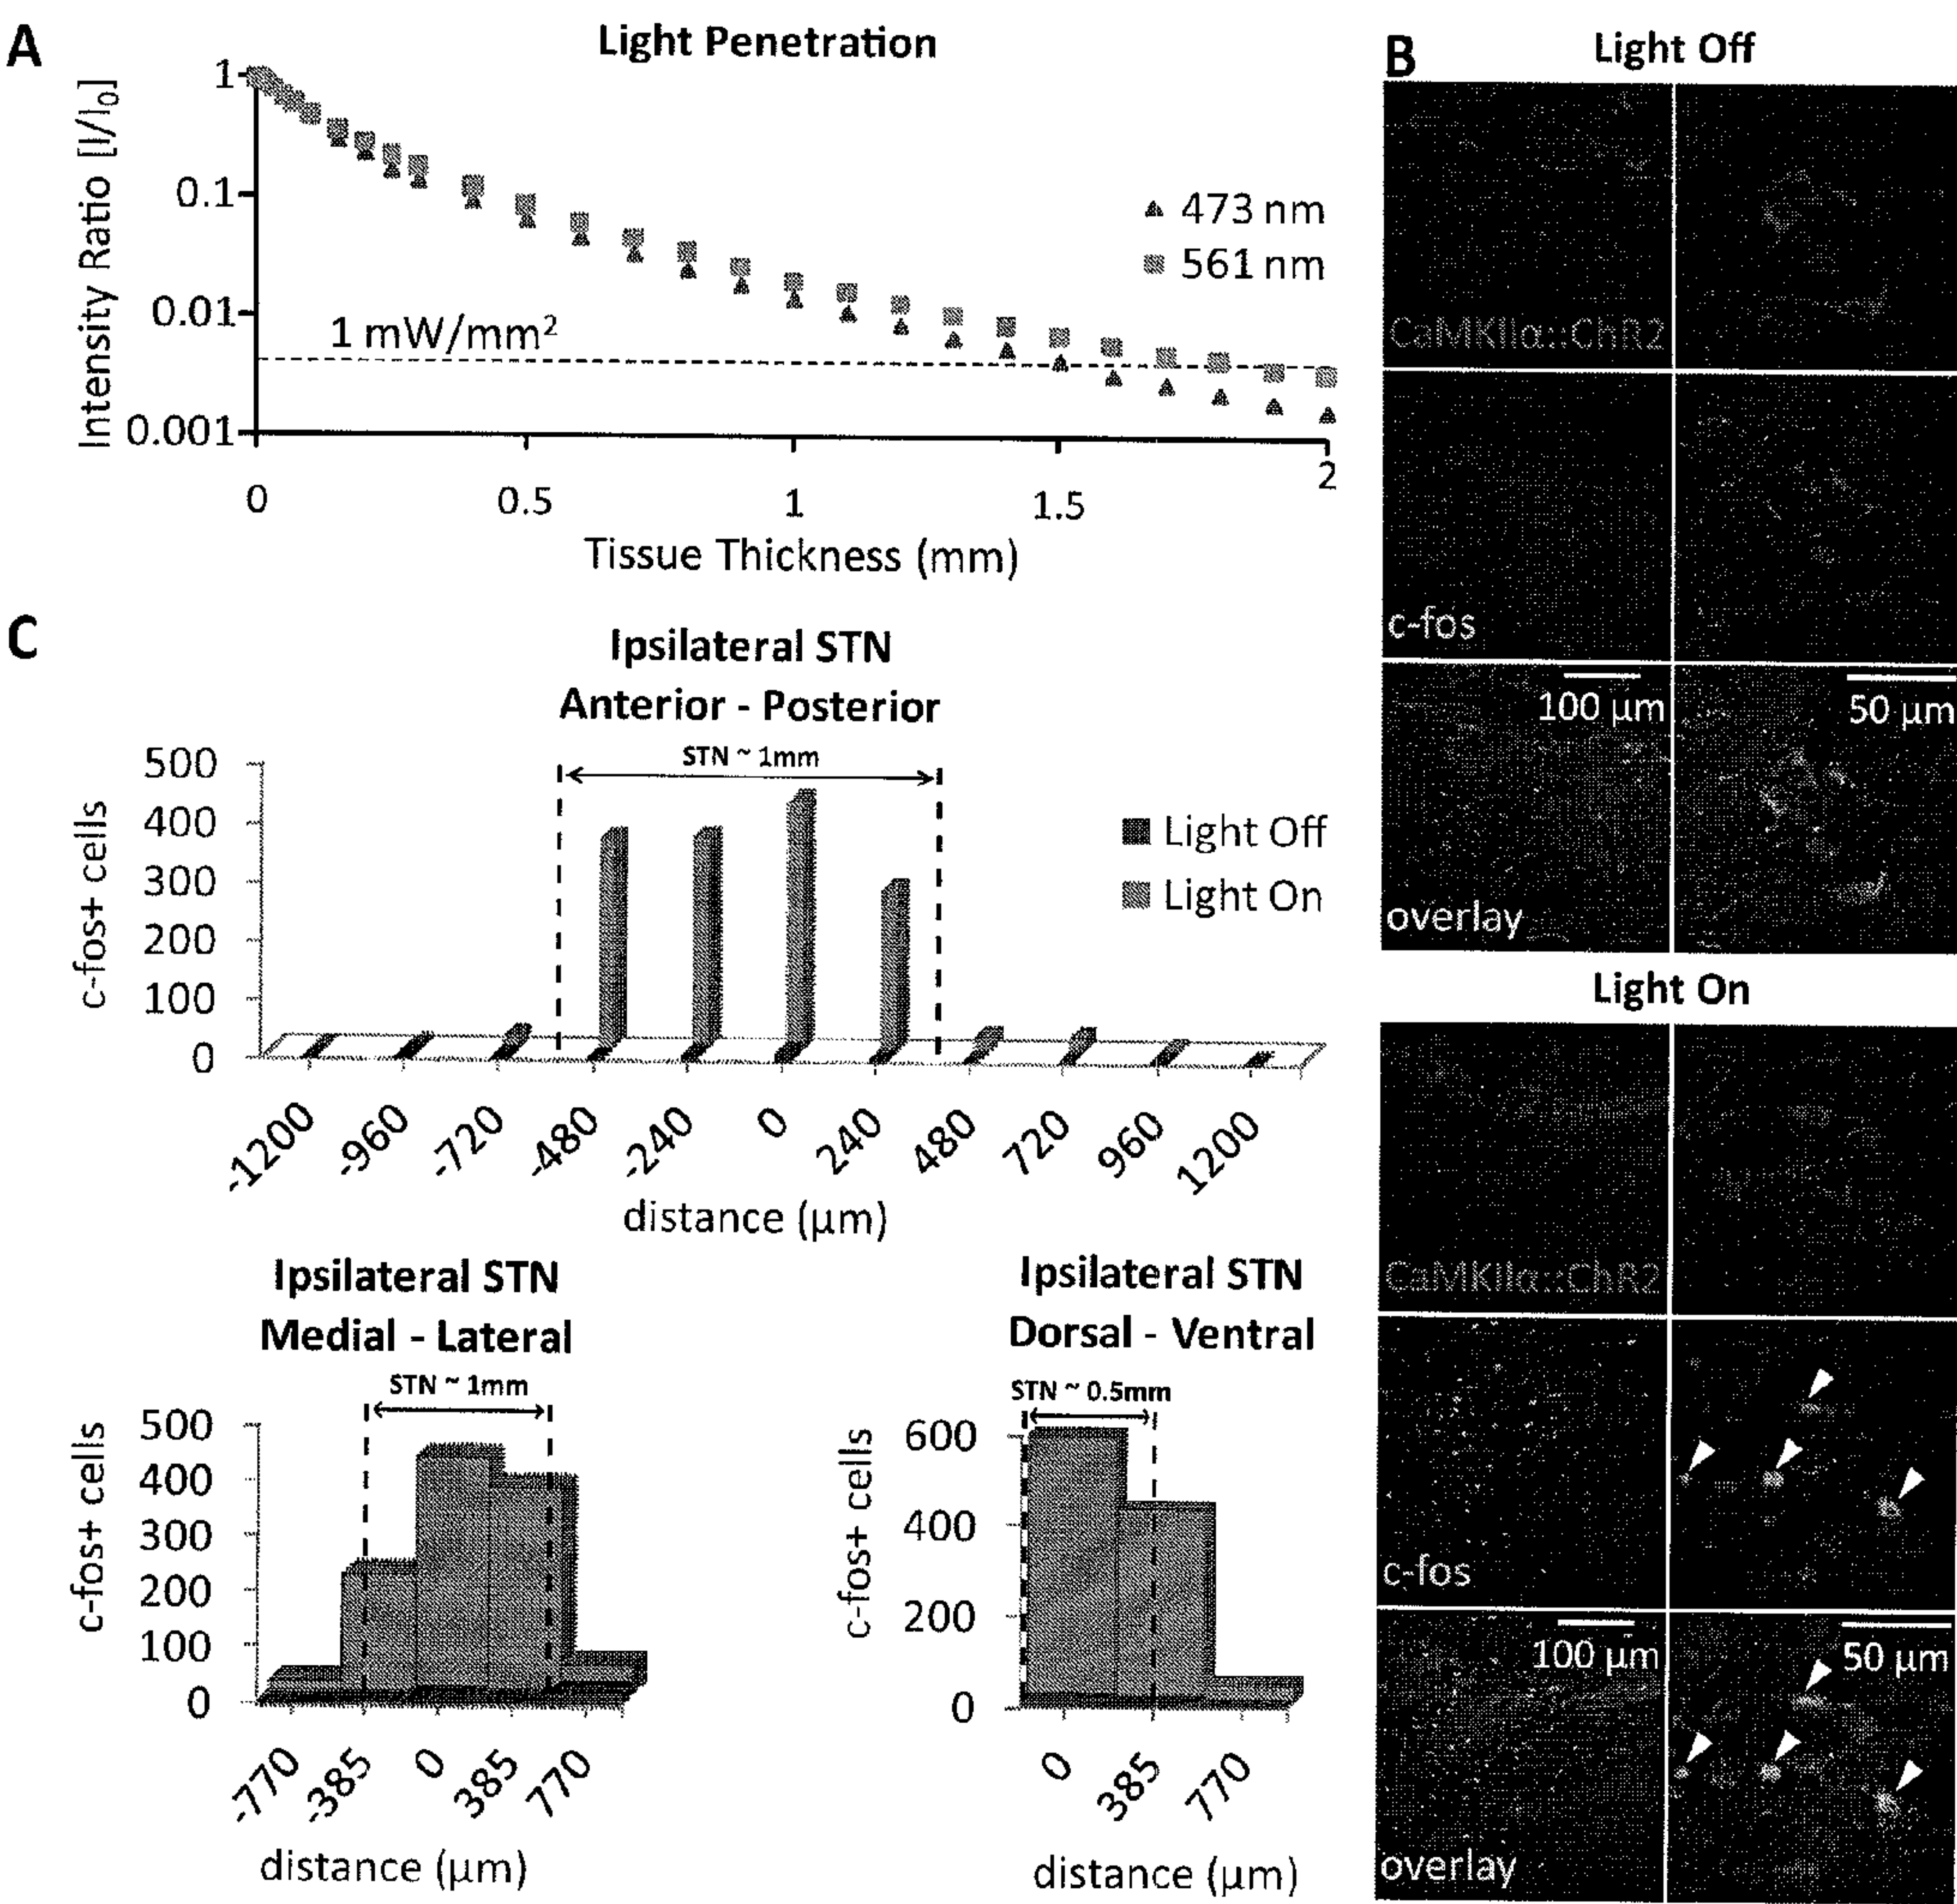 A
Light Penetration
Intensity Ratio [I/I₀]
1
0.1
0.01
0.001
1 mW/mm²
473 nm
561 nm
0
0.5
1
1.5
2
Tissue Thickness (mm)
B
Light Off
CaMKIIα::ChR2
c-fos
100 µm
50 µm
overlay
Light On
CaMKIIα::ChR2
c-fos
100 µm
50 µm
overlay
C
Ipsilateral STN
Anterior - Posterior
STN ~ 1mm
c-fos+ cells
500
400
300
200
100
0
Light Off
Light On
-1200
-960
-720
-480
-240
0
240
480
720
960
1200
distance (µm)
Ipsilateral STN
Medial - Lateral
STN ~ 1mm
c-fos+ cells
500
400
300
200
100
0
-770
-385
0
385
770
distance (µm)
Ipsilateral STN
Dorsal - Ventral
STN ~ 0.5mm
c-fos+ cells
600
400
200
0
0
385
770
distance (µm)